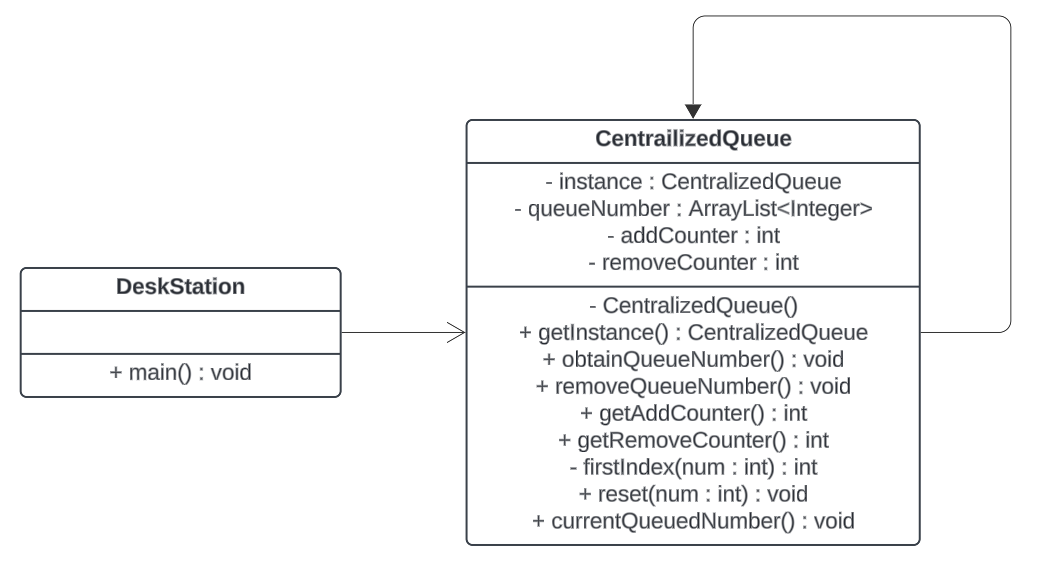 CentrailizedQueue
- instance : CentralizedQueue
- queueNumber : ArrayList<Integer>
- addCounter : int
- removeCounter : int
- CentralizedQueue()
+ getInstance() : CentralizedQueue
+ obtainQueueNumber() : void
+ removeQueueNumber() : void
+ getAddCounter() : int
+ getRemoveCounter() : int
- firstIndex(num : int) : int
+ reset(num : int) : void
+ currentQueuedNumber() : void
DeskStation
+ main() : void